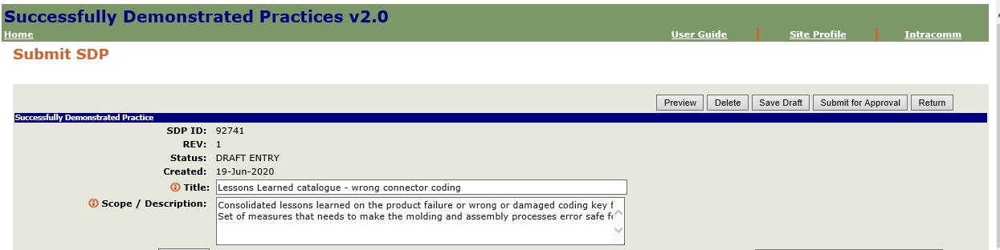 Successfully Demonstrated Practices v2.0
Home User Guide Site Profile Intracomm
Submit SDP
Preview Delete Save Draft Submit for Approval Return
Successfully Demonstrated Practice
SDP ID: 92741
REV: 1
Status: DRAFT ENTRY
Created: 19-Jun-2020
Title: Lessons Learned catalogue - wrong connector coding
Scope / Description: Consolidated lessons learned on the product failure or wrong or damaged coding key
Set of measures that needs to make the molding and assembly processes error safe